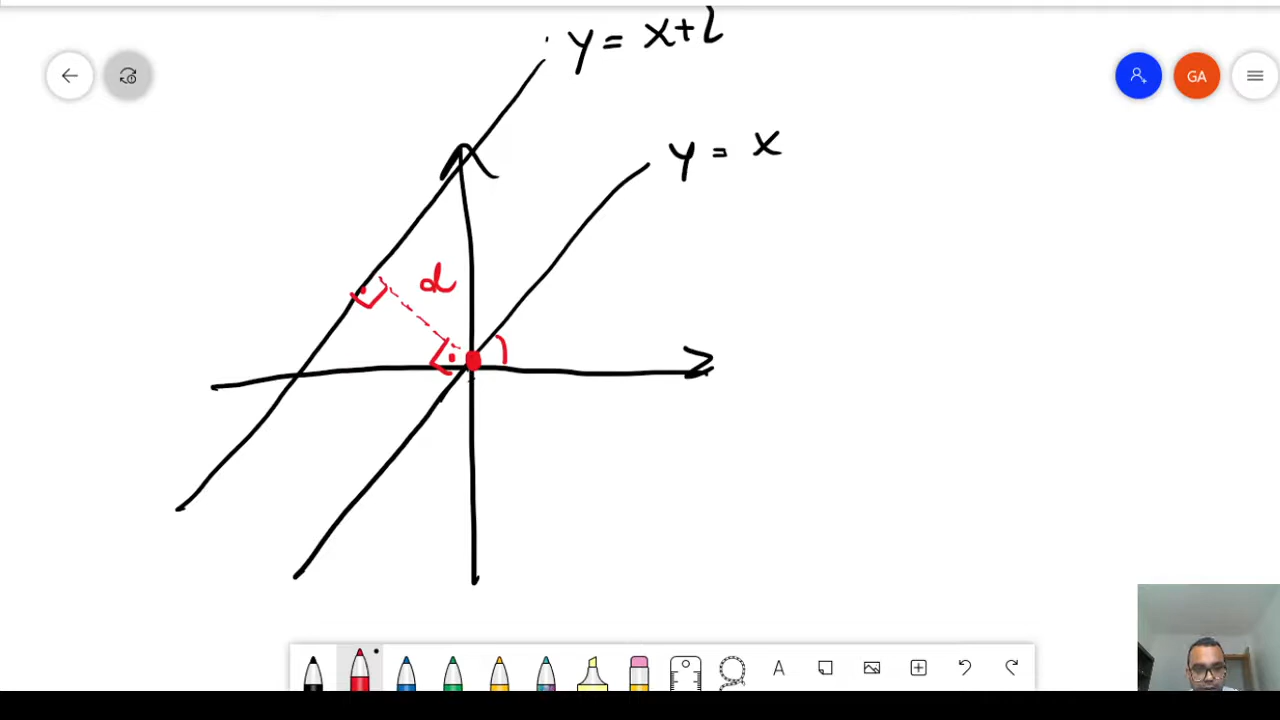 y = x+2
y = x
GA
d
A